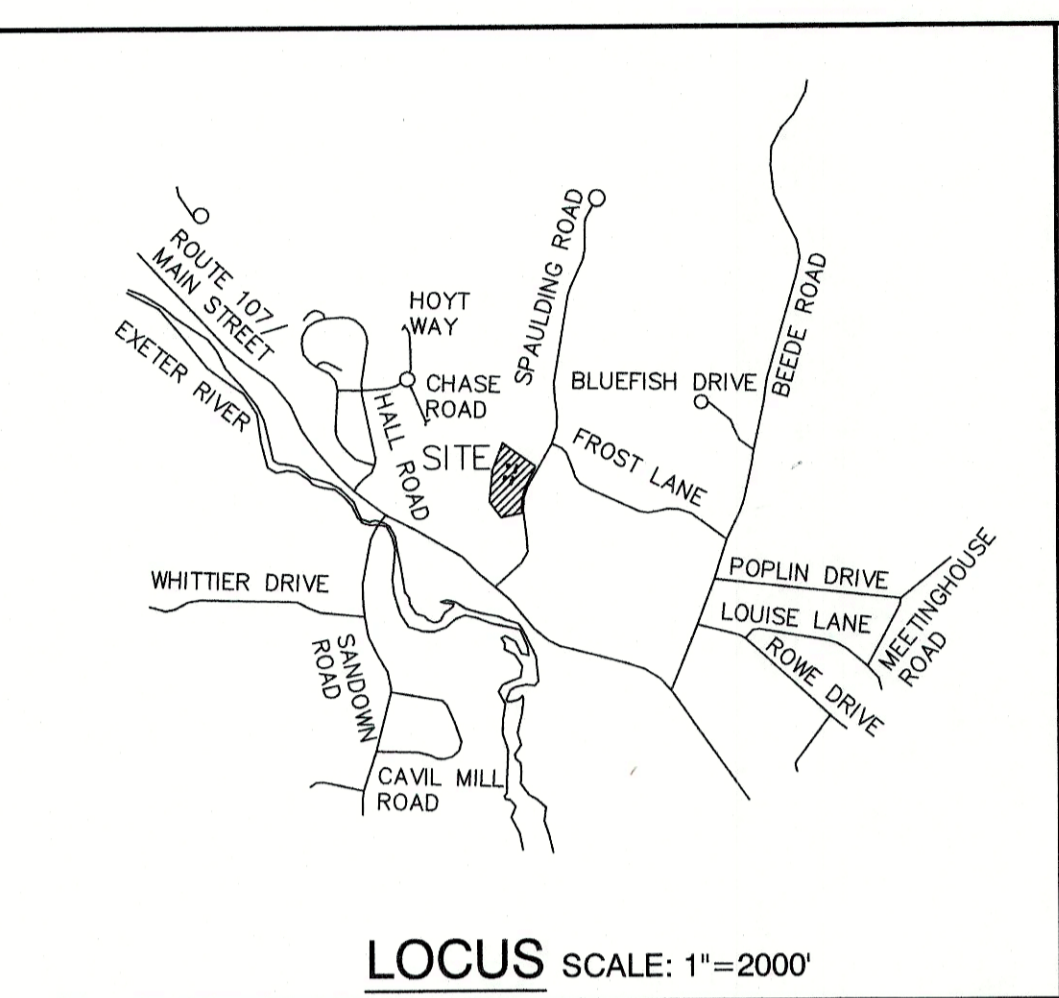 SPAULDING ROAD
ROUTE 107/
MAIN STREET
BEEDE ROAD
HOYT
WAY
EXETER RIVER
CHASE
ROAD
BLUEFISH DRIVE
HALL ROAD
SITE
FROST LANE
WHITTIER DRIVE
POPLIN DRIVE
LOUISE LANE
MEETINGHOUSE
ROAD
ROWE DRIVE
SANDOWN
ROAD
CAVIL MILL
ROAD
LOCUS SCALE: 1"=2000'